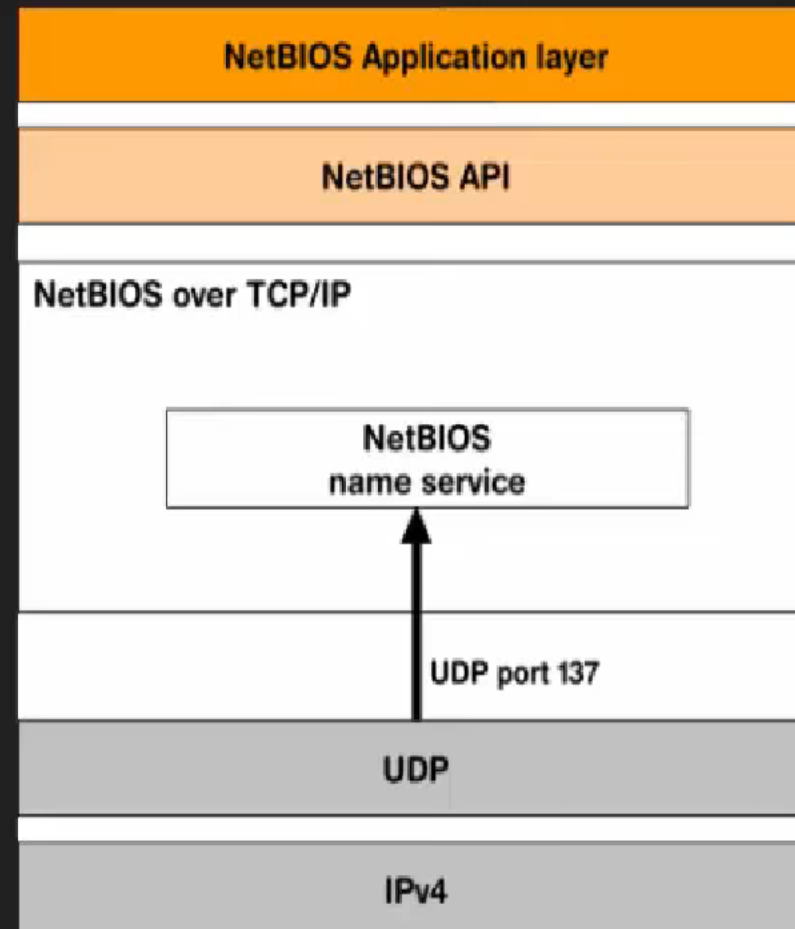 NetBIOS Application layer
NetBIOS API
NetBIOS over TCP/IP
NetBIOS
name service
UDP port 137
UDP
IPv4